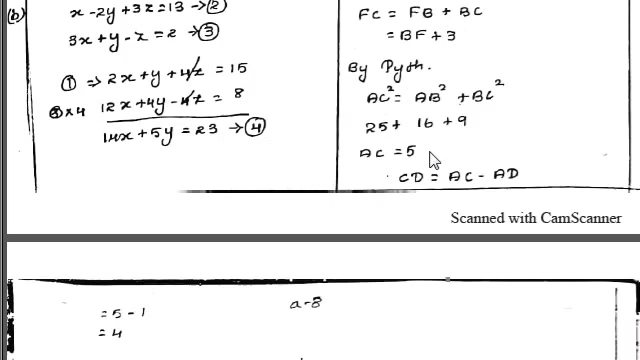 (b)
x - 2y + 3z = 13 → ②
3x + y - z = 2 → ③
① ⇒ 2x + y + 4z = 15
③ × 4 12x + 4y - 4z = 8
14x + 5y = 23 → ④
FC = FB + BC
= BF + 3
By Pyth.
AC² = AB² + BC²
25 + 16 + 9
AC = 5
CD = AC - AD
Scanned with CamScanner
= 5 - 1
= 4
a - 8